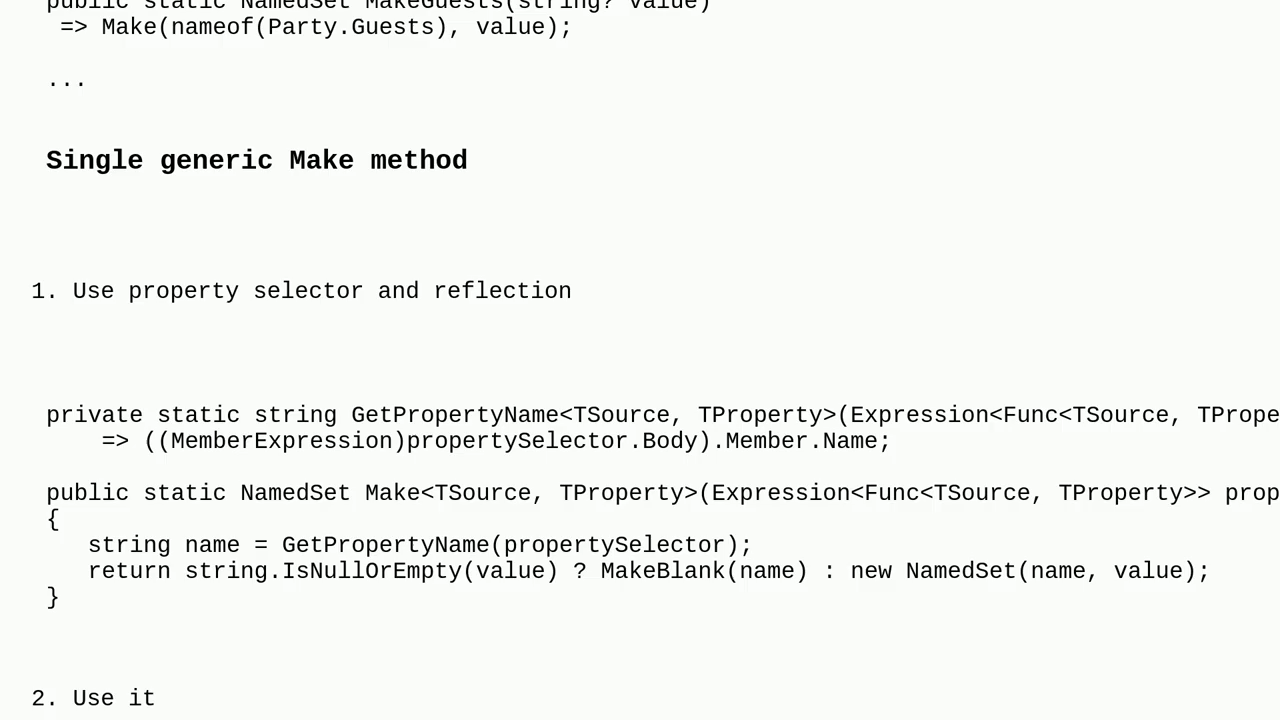 public static NamedSet MakeGuests(string? value)
=> Make(nameof(Party.Guests), value);
...
Single generic Make method
1. Use property selector and reflection
private static string GetPropertyName<TSource, TProperty>(Expression<Func<TSource, TPrope
=> ((MemberExpression)propertySelector.Body).Member.Name;
public static NamedSet Make<TSource, TProperty>(Expression<Func<TSource, TProperty>> prop
{
string name = GetPropertyName(propertySelector);
return string.IsNullOrEmpty(value) ? MakeBlank(name) : new NamedSet(name, value);
}
2. Use it